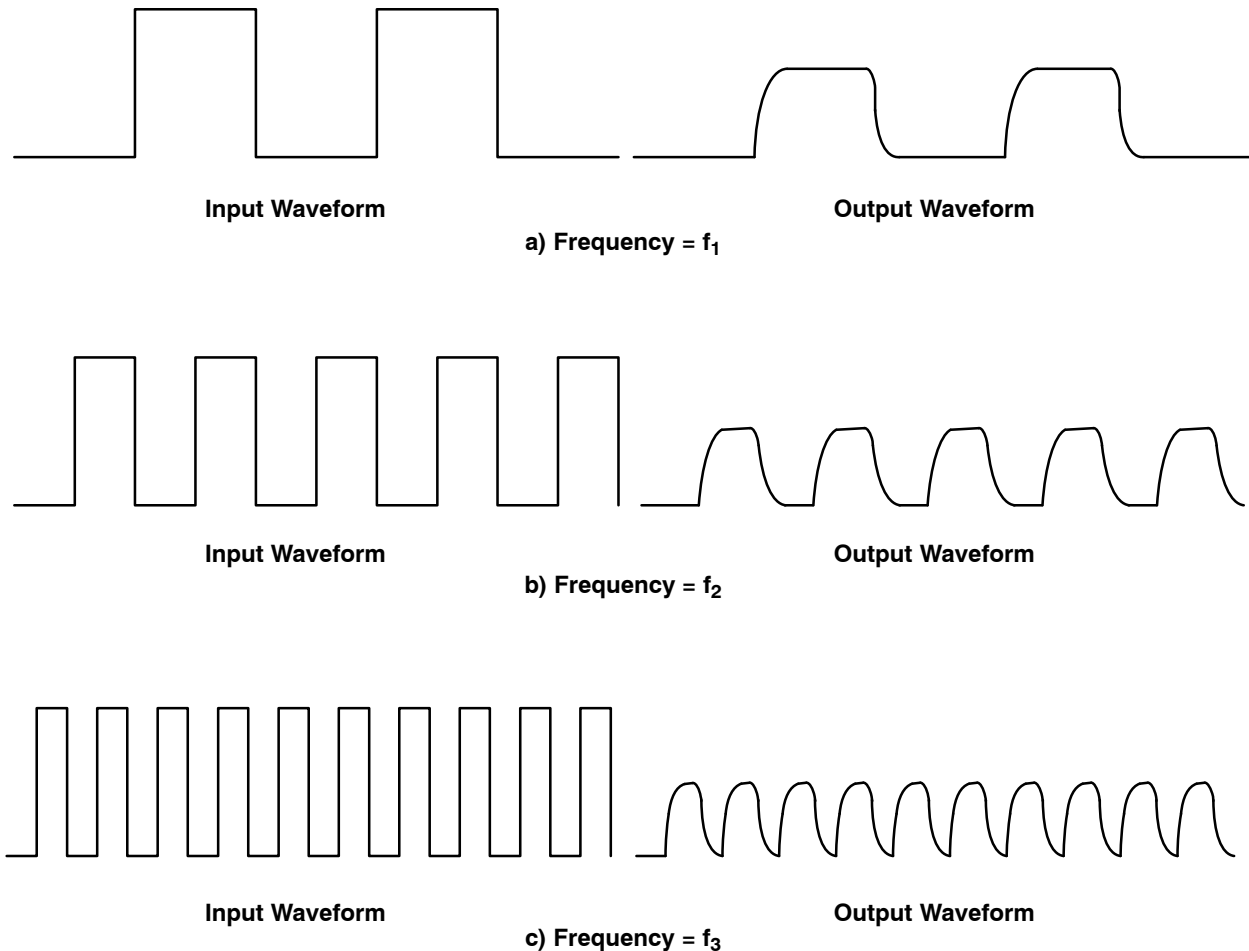 Input Waveform
Output Waveform
a) Frequency = f1
Input Waveform
Output Waveform
b) Frequency = f2
Input Waveform
Output Waveform
c) Frequency = f3